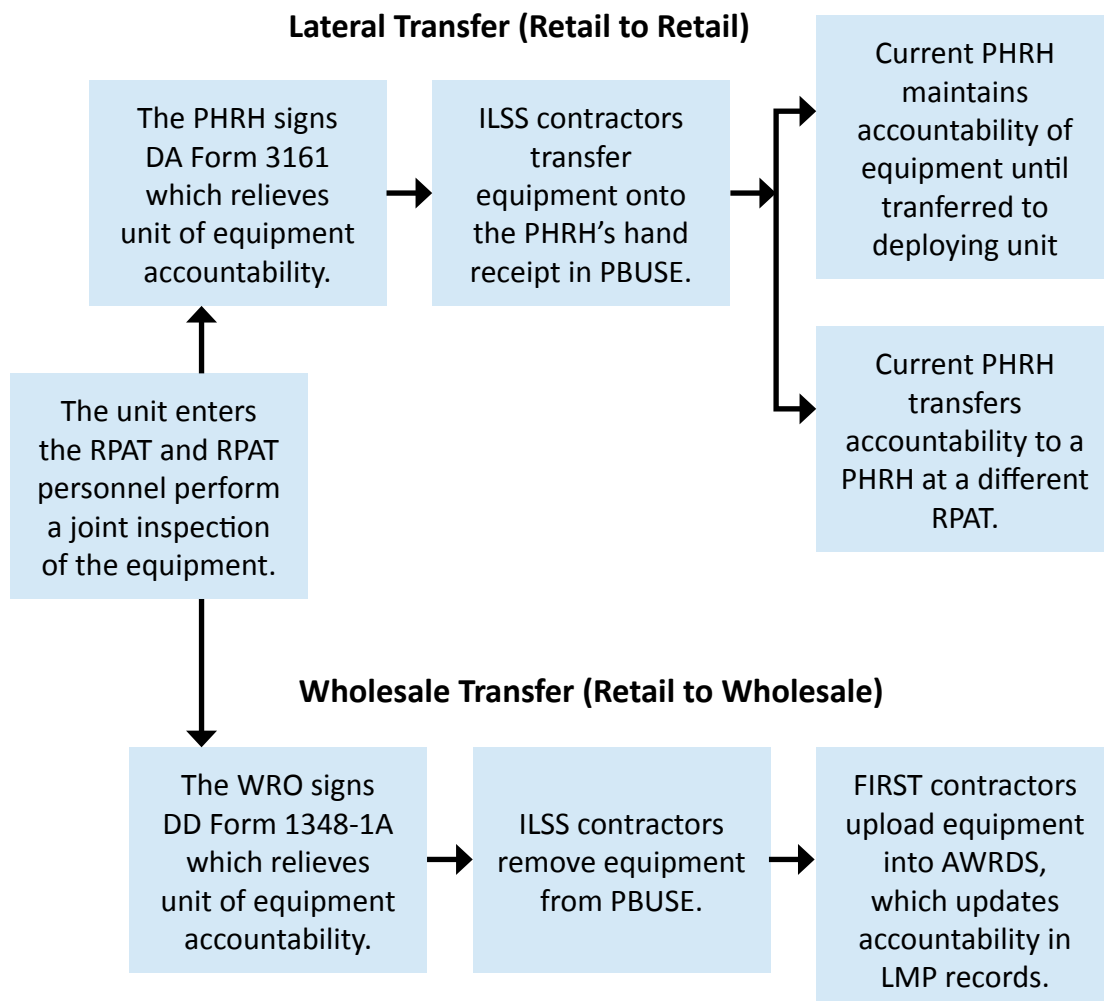 Lateral Transfer (Retail to Retail)
The PHRH signs
DA Form 3161
which relieves
unit of equipment
accountability.
ILSS contractors
transfer
equipment onto
the PHRH’s hand
receipt in PBUSE.
Current PHRH
maintains
accountability of
equipment until
tranferred to
deploying unit
Current PHRH
transfers
accountability to a
PHRH at a different
RPAT.
The unit enters
the RPAT and RPAT
personnel perform
a joint inspection
of the equipment.
Wholesale Transfer (Retail to Wholesale)
The WRO signs
DD Form 1348-1A
which relieves
unit of equipment
accountability.
ILSS contractors
remove equipment
from PBUSE.
FIRST contractors
upload equipment
into AWRDS,
which updates
accountability in
LMP records.